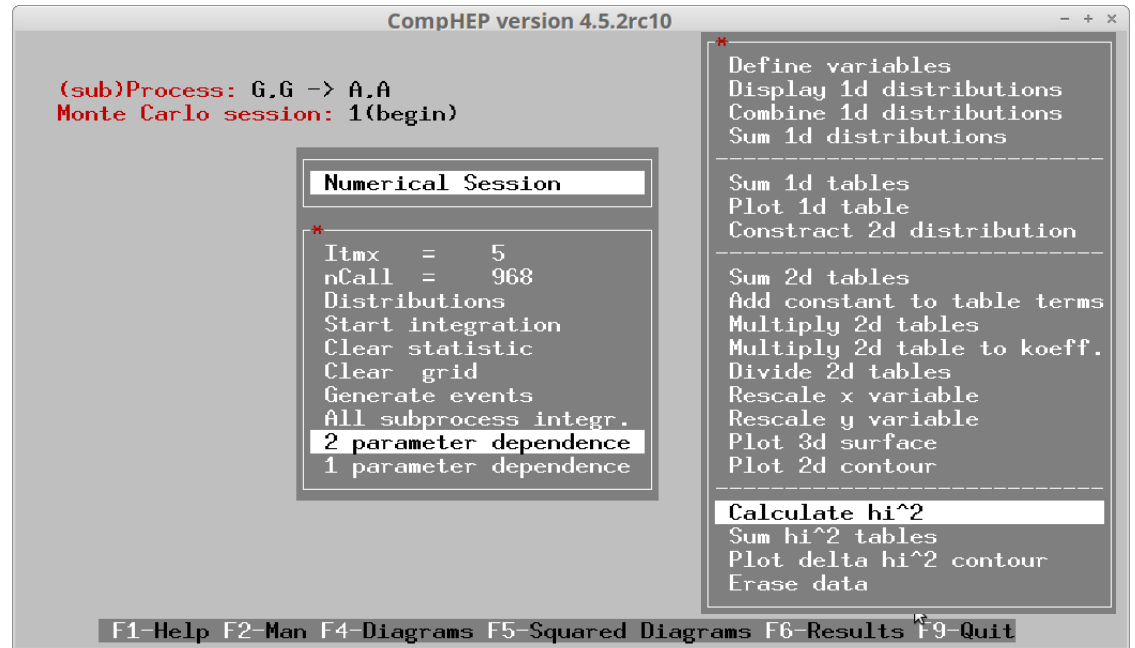 CompHEP version 4.5.2rc10
(sub)Process: G,G -> A,A
Monte Carlo session: 1(begin)
Numerical Session
Itmx = 5
nCall = 968
Distributions
Start integration
Clear statistic
Clear grid
Generate events
All subprocess integr.
2 parameter dependence
1 parameter dependence
Define variables
Display 1d distributions
Combine 1d distributions
Sum 1d distributions
Sum 1d tables
Plot 1d table
Constract 2d distribution
Sum 2d tables
Add constant to table terms
Multiply 2d tables
Multiply 2d table to koeff.
Divide 2d tables
Rescale x variable
Rescale y variable
Plot 3d surface
Plot 2d contour
Calculate hi^2
Sum hi^2 tables
Plot delta hi^2 contour
Erase data
F1-Help F2-Man F4-Diagrams F5-Squared Diagrams F6-Results F9-Quit